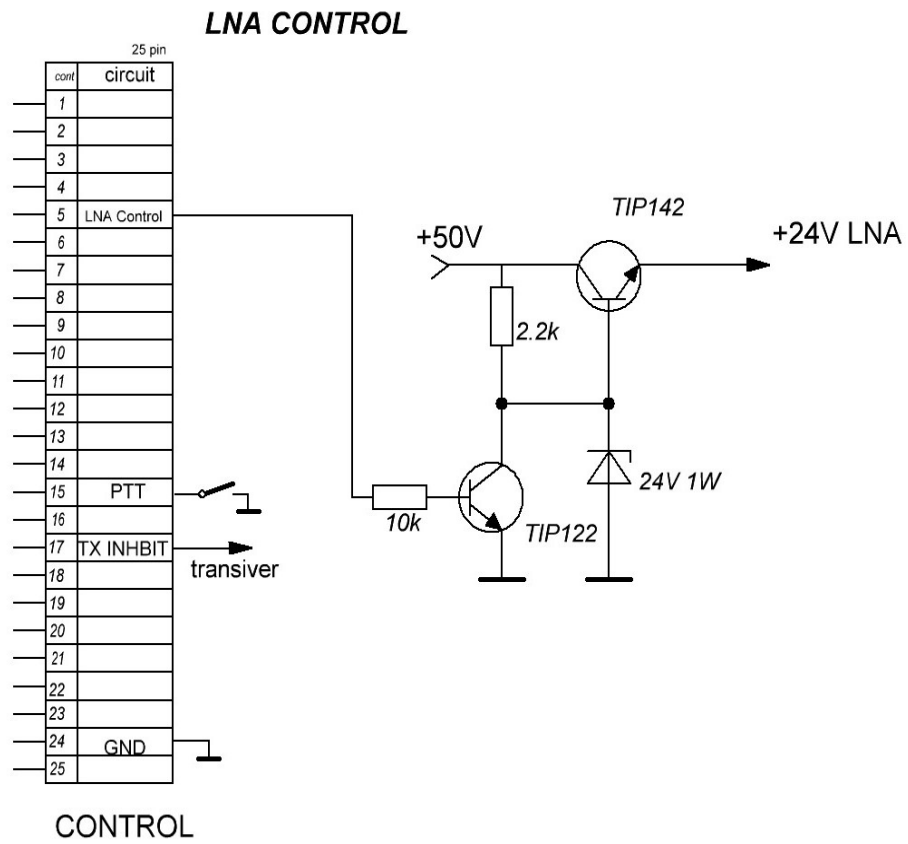 LNA CONTROL
25 pin
cont circuit
1
2
3
4
5 LNA Control
6
7
8
9
10
11
12
13
14
15 PTT
16
17 TX INHBIT
18
19
20
21
22
23
24 GND
25
CONTROL
transiver
+50V
TIP142
+24V LNA
2.2k
10k
TIP122
24V 1W